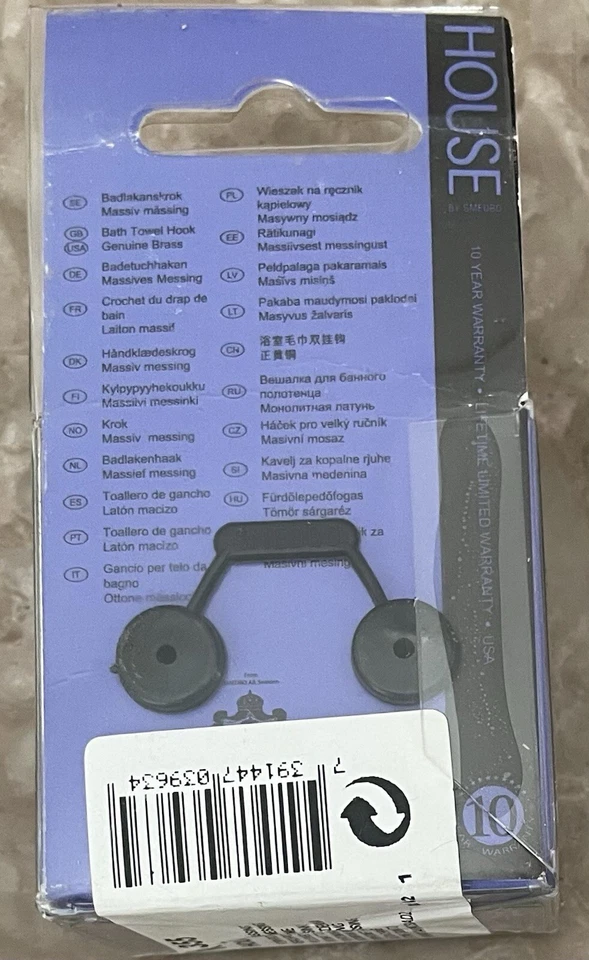 HOUSE
BY SMEDBO
10 YEAR WARRANTY • LIFETIME LIMITED WARRANTY • USA
SE
Badlakanskrok
Massiv mässing
GB
USA
Bath Towel Hook
Genuine Brass
DE
Badetuchhaken
Massives Messing
FR
Crochet du drap de
bain
Laiton massif
DK
Håndklædeskrog
Massiv messing
FI
Kylpypyyhekoukku
Massiivi messinki
NO
Krok
Massiv messing
NL
Badlakenhaak
Massief messing
ES
Toallero de gancho
Latón macizo
PT
Toallero de gancho
Latón macizo
IT
Gancio per telo da
bagno
Ottone massiccio
PL
Wieszak na ręcznik
kąpielowy
Masywny mosiądz
EE
Rätikunagi
Massiivsest messingust
LV
Peldpalaga pakaramais
Masīvs misiņš
LT
Pakaba maudymosi paklodei
Masyvus žalvaris
CN
浴室毛巾双挂钩
正黄铜
RU
Вешалка для банного
полотенца
Монолитная латунь
CZ
Háček pro velký ručník
Masivní mosaz
SI
Kavelj za kopalne rjuhe
Masivna medenina
HU
Fürdőlepedőfogas
Tömör sárgaréz
za
10
7 391447 039634